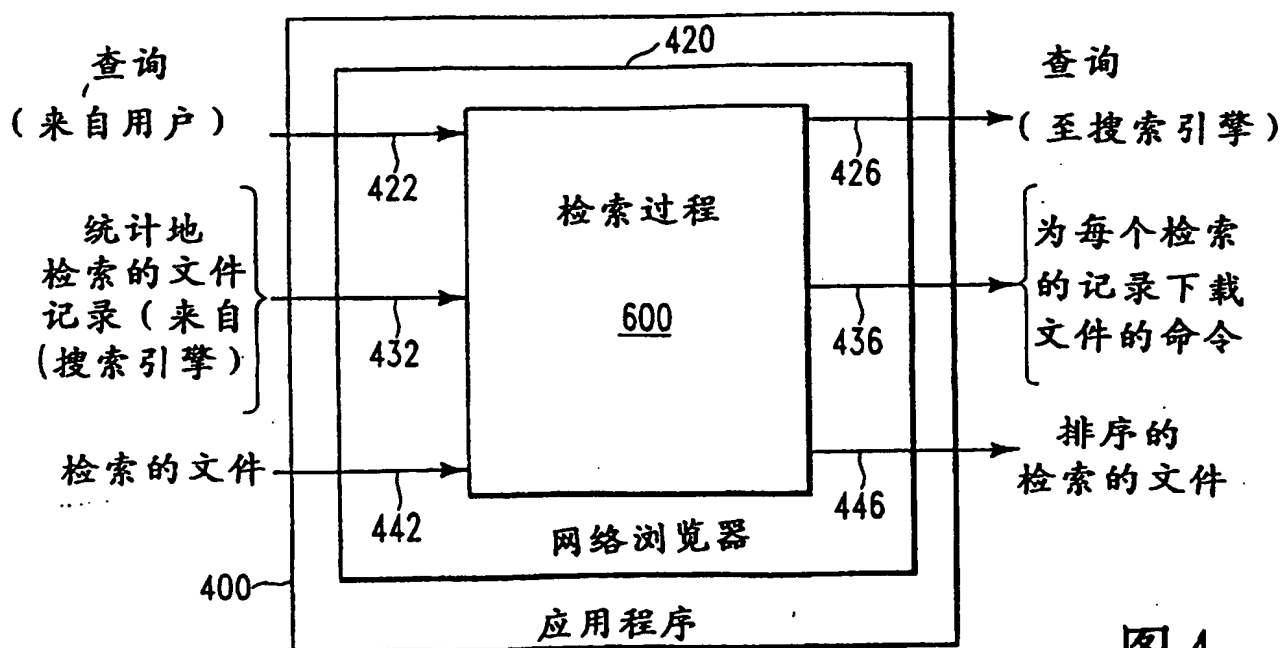 420
查询
(来自用户)
422
统计地
检索的文件
记录(来自
(搜索引擎)
432
检索的文件
442
检索过程
600
网络浏览器
400
应用程序
查询
(至搜索引擎)
426
为每个检索
的记录下载
文件的命令
436
排序的
检索的文件
446
图 4